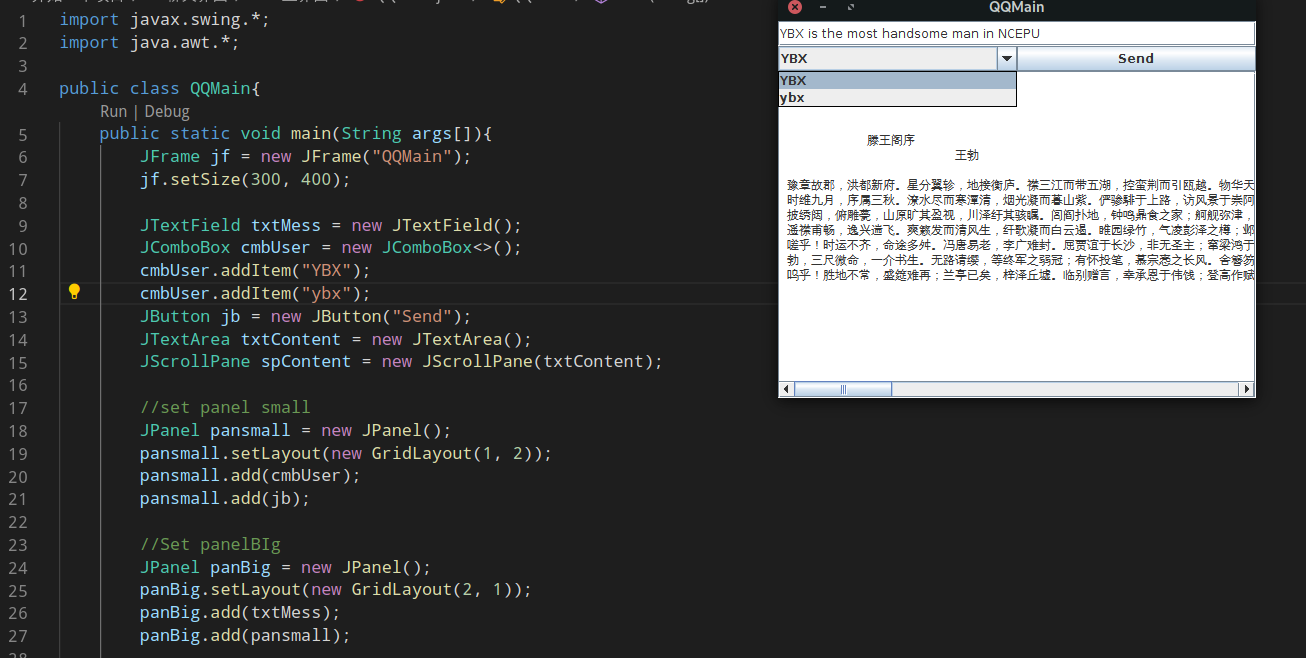 import javax.swing.*;
import java.awt.*;
public class QQMain{
Run | Debug
public static void main(String args[]){
JFrame jf = new JFrame("QQMain");
jf.setSize(300, 400);
JTextField txtMess = new JTextField();
JComboBox cmbUser = new JComboBox<>();
cmbUser.addItem("YBX");
cmbUser.addItem("ybx");
JButton jb = new JButton("Send");
JTextArea txtContent = new JTextArea();
JScrollPane spContent = new JScrollPane(txtContent);
//set panel small
JPanel pansmall = new JPanel();
pansmall.setLayout(new GridLayout(1, 2));
pansmall.add(cmbUser);
pansmall.add(jb);
//Set panelBIg
JPanel panBig = new JPanel();
panBig.setLayout(new GridLayout(2, 1));
panBig.add(txtMess);
panBig.add(pansmall);
1
2
3
4
5
6
7
8
9
10
11
12
13
14
15
16
17
18
19
20
21
22
23
24
25
26
27
28
QQMain
YBX is the most handsome man in NCEPU
YBX
Send
YBX
ybx
滕王阁序
王勃
豫章故郡，洪都新府。星分翼轸，地接衡庐。襟三江而带五湖，控蛮荆而引瓯越。物华天
时维九月，序属三秋。潦水尽而寒潭清，烟光凝而暮山紫。俨骖騑于上路，访风景于崇阿
披绣闼，俯雕甍，山原旷其盈视，川泽纡其骇瞩。闾阎扑地，钟鸣鼎食之家；舸舰弥津，
遥襟甫畅，逸兴遄飞。爽籁发而清风生，纤歌凝而白云遏。睢园绿竹，气凌彭泽之樽；邺
嗟乎！时运不齐，命途多舛。冯唐易老，李广难封。屈贾谊于长沙，非无圣主；窜梁鸿于
勃，三尺微命，一介书生。无路请缨，等终军之弱冠；有怀投笔，慕宗悫之长风。舍簪笏
呜乎！胜地不常，盛筵难再；兰亭已矣，梓泽丘墟。临别赠言，幸承恩于伟饯；登高作赋